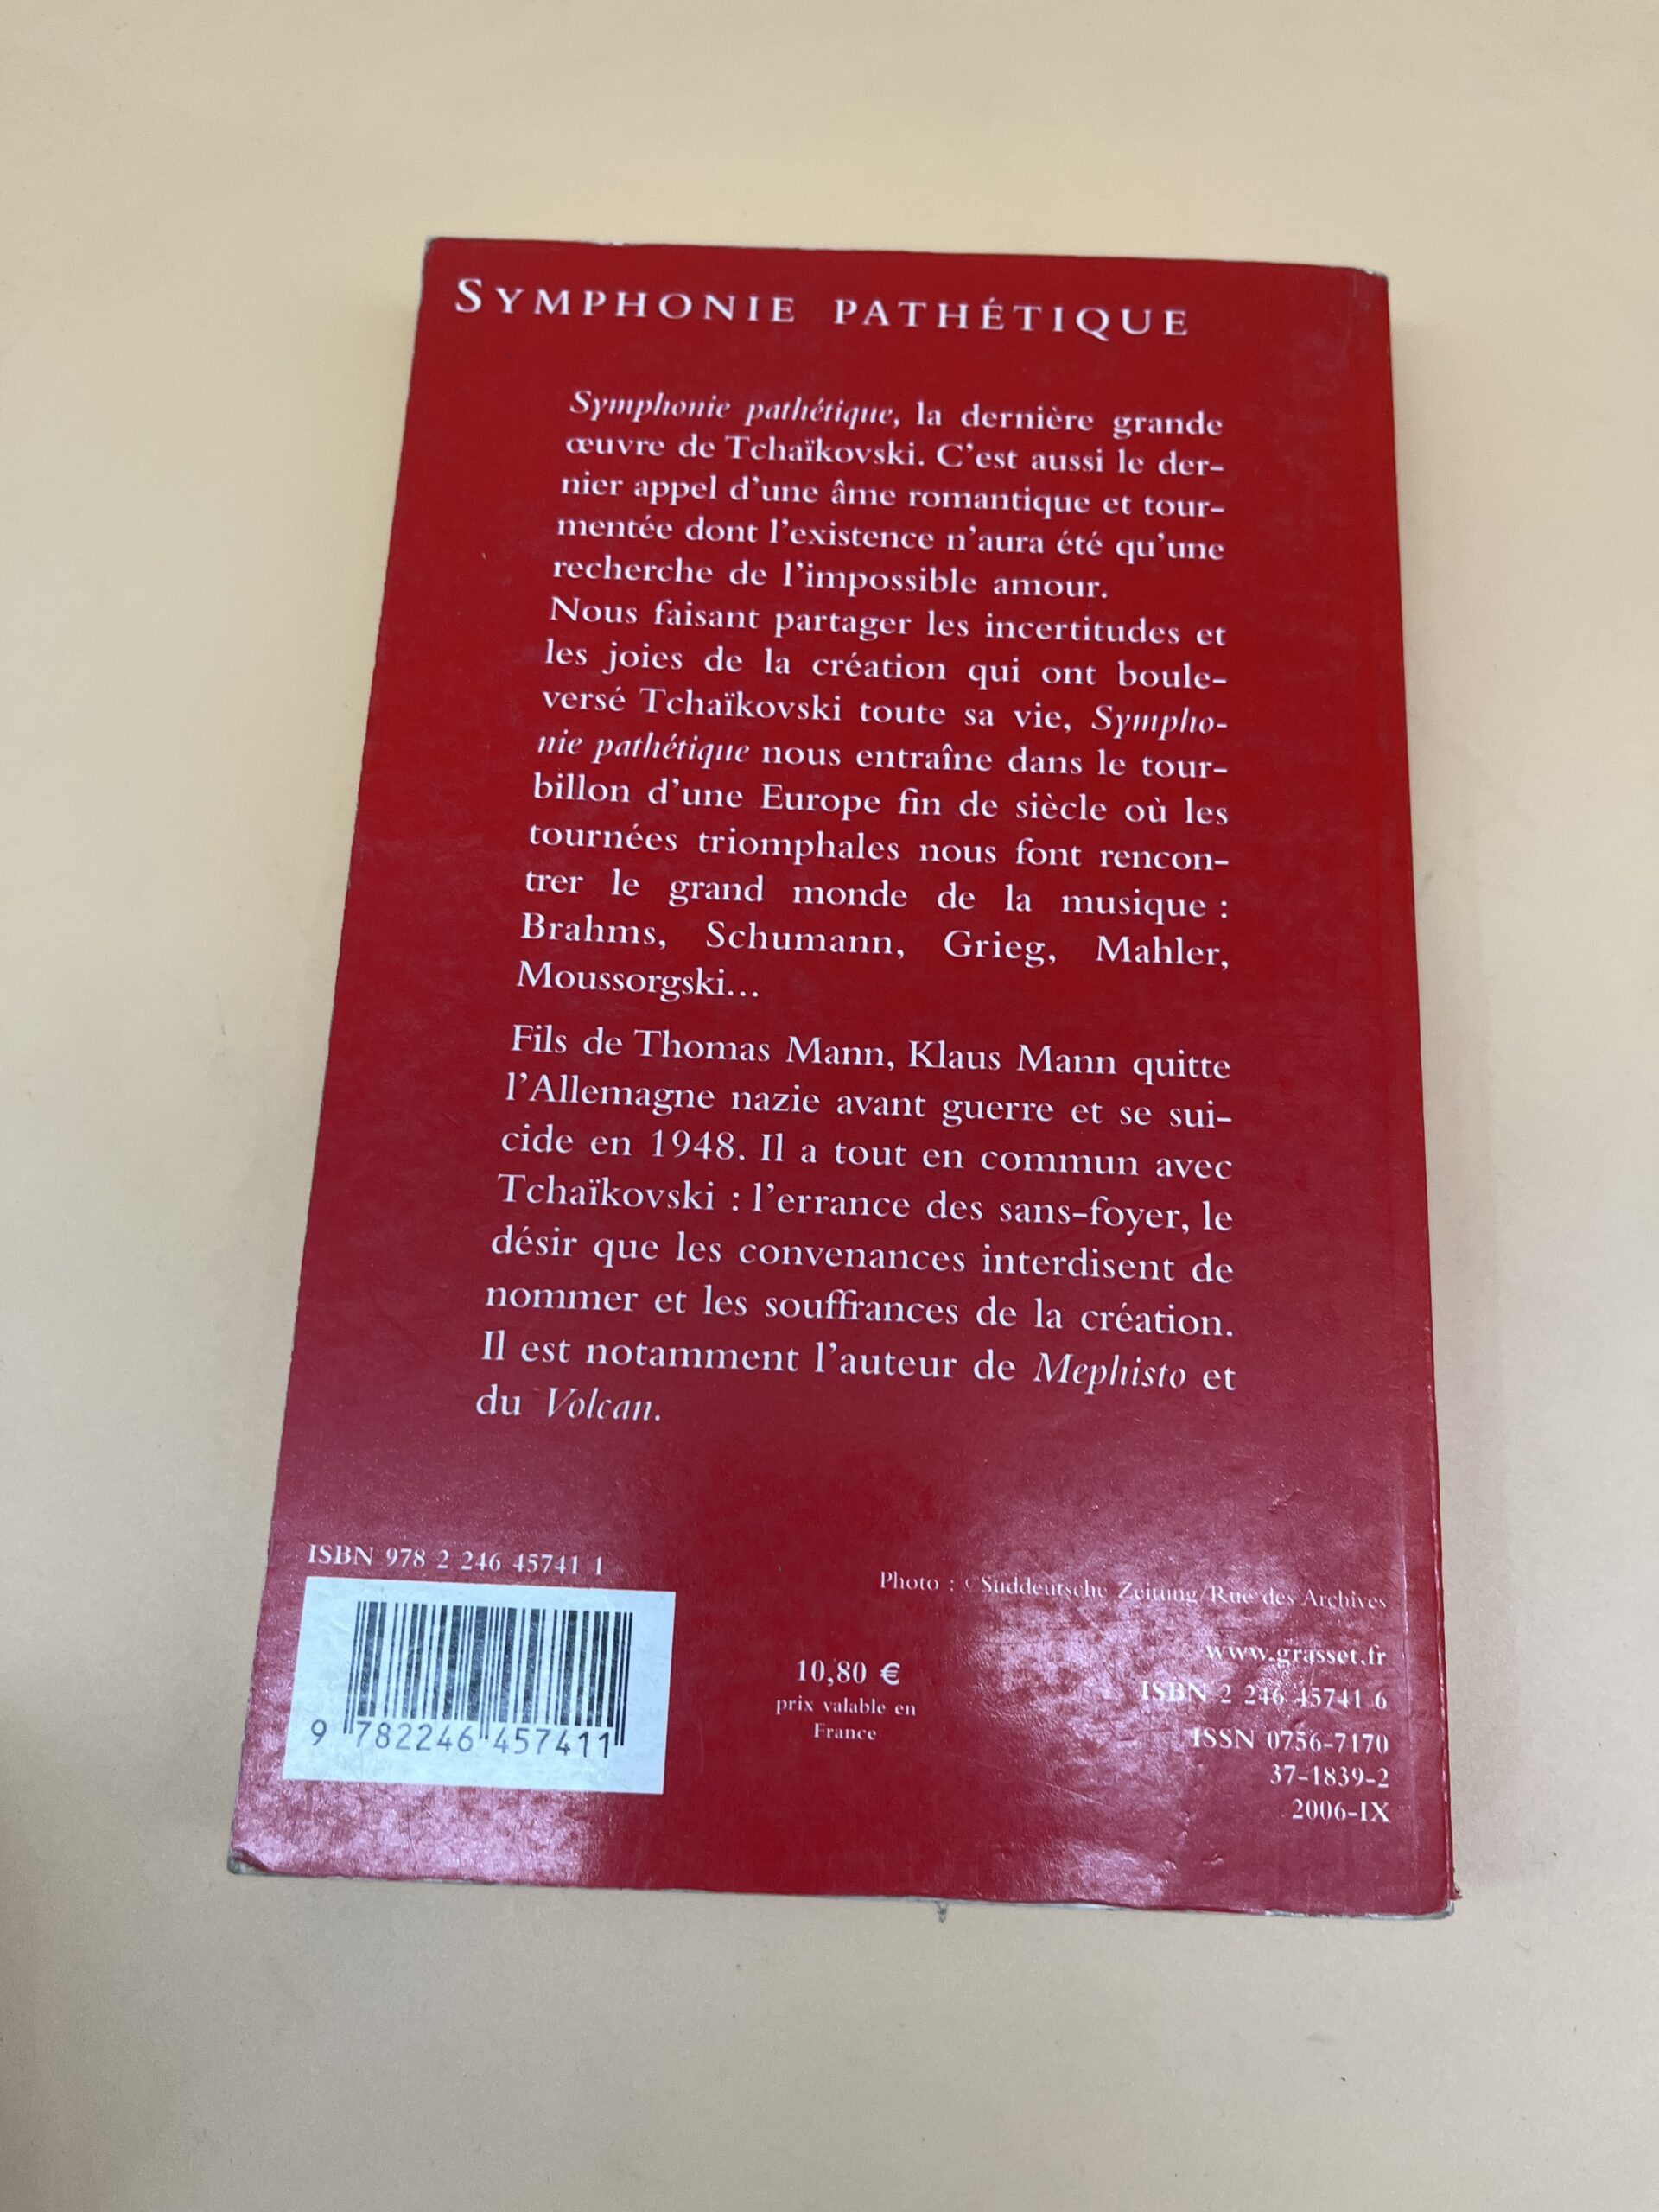 SYMPHONIE PATHÉTIQUE
Symphonie pathétique, la dernière grande
œuvre de Tchaïkovski. C'est aussi le der-
nier appel d'une âme romantique et tour-
mentée dont l'existence n'aura été qu'une
recherche de l'impossible amour.
Nous faisant partager les incertitudes et
les joies de la création qui ont boule-
versé Tchaïkovski toute sa vie, Sympho-
nie pathétique nous entraîne dans le tour-
billon d'une Europe fin de siècle où les
tournées triomphales nous font rencon-
trer le grand monde de la musique :
Brahms, Schumann, Grieg, Mahler,
Moussorgski...
Fils de Thomas Mann, Klaus Mann quitte
l'Allemagne nazie avant guerre et se sui-
cide en 1948. Il a tout en commun avec
Tchaïkovski : l'errance des sans-foyer, le
désir que les convenances interdisent de
nommer et les souffrances de la création.
Il est notamment l'auteur de Mephisto et
du Volcan.
ISBN 978 2 246 45741 1
9 782246 457411
10,80 €
prix valable en
France
Photo : © Suddeutsche Zeitung/Rue des Archives
www.grasset.fr
ISBN 2 246 45741 6
ISSN 0756-7170
37-1839-2
2006-IX